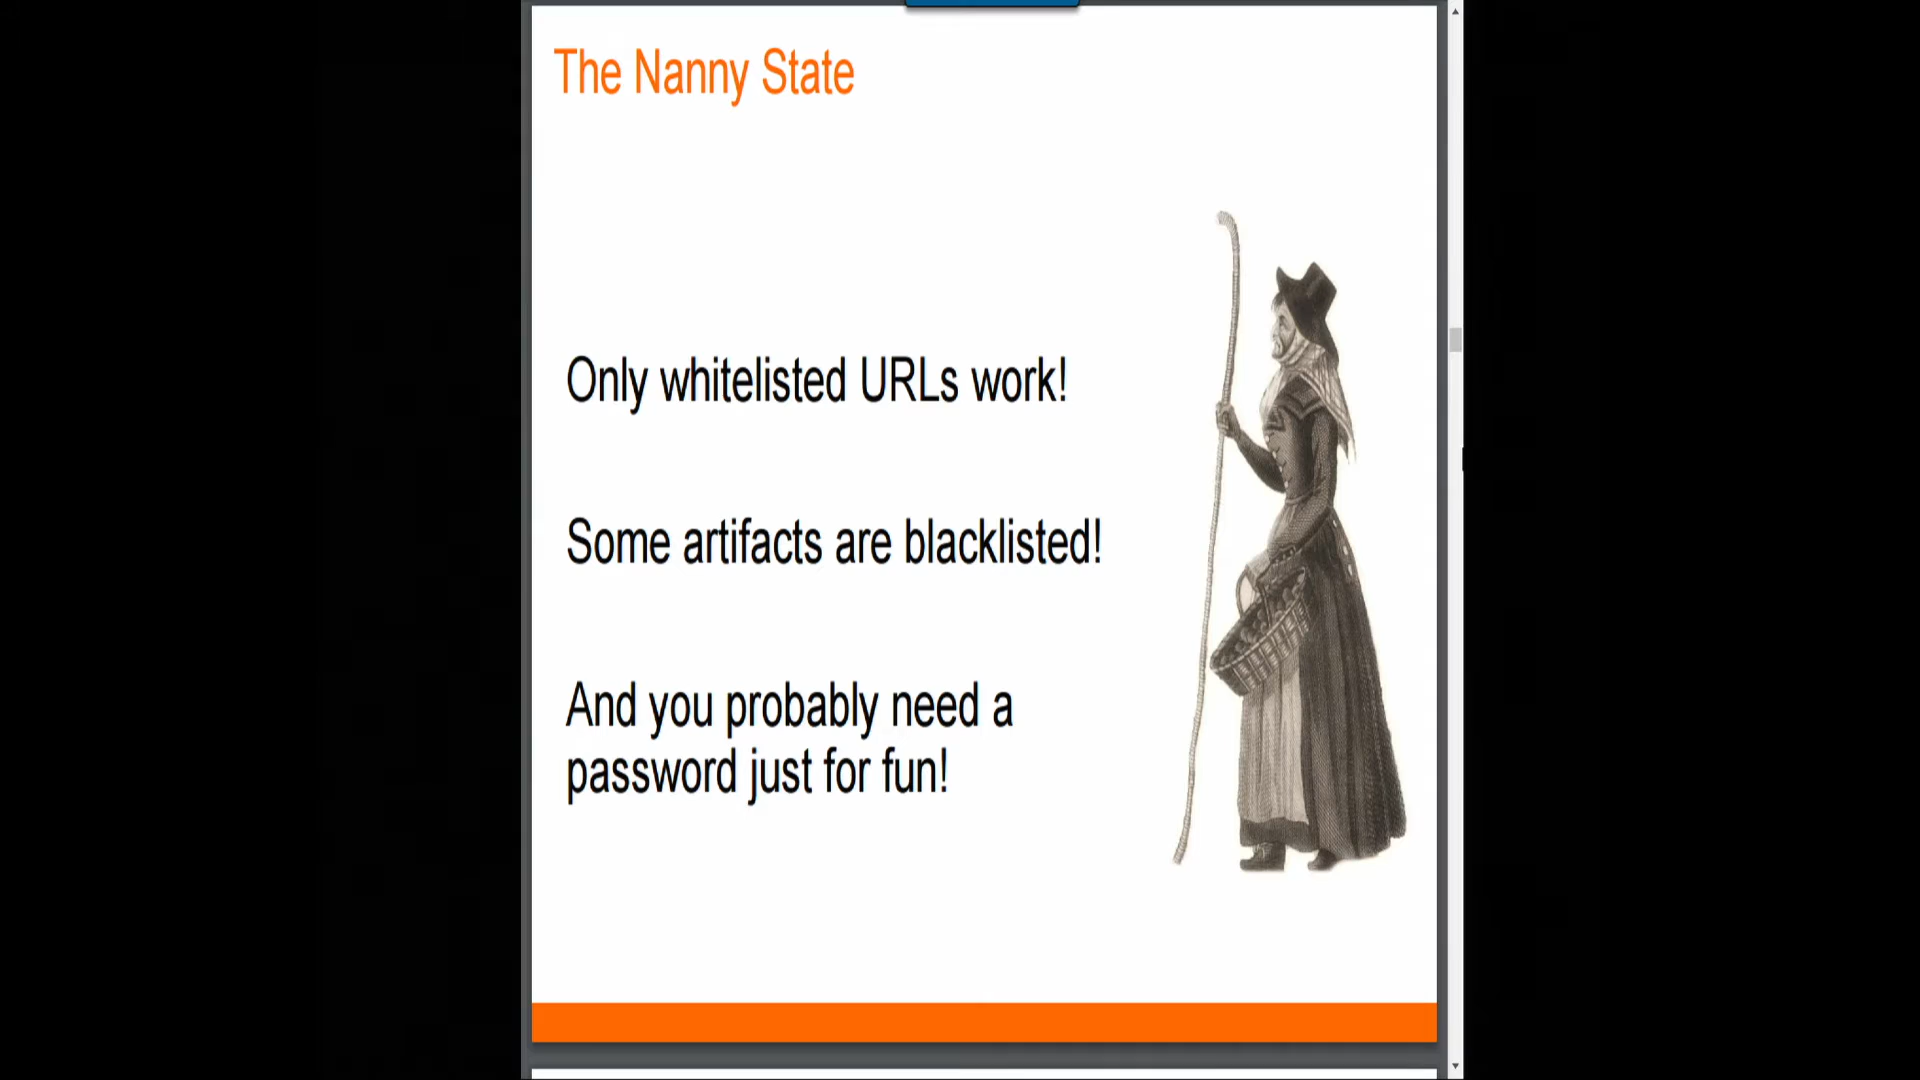 The Nanny State
Only whitelisted URLs work!
Some artifacts are blacklisted!
And you probably need a
password just for fun!